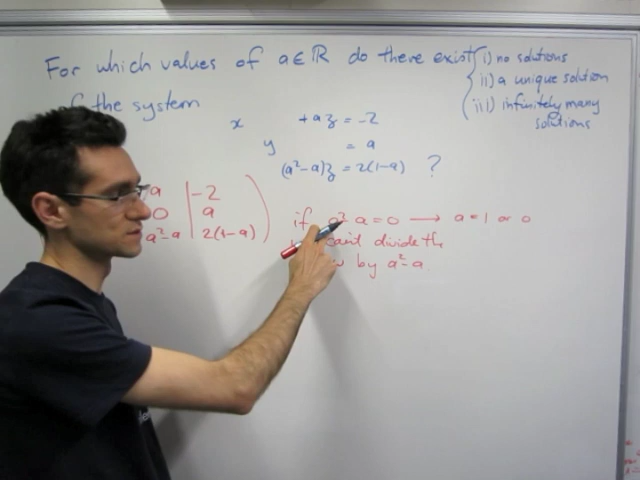 For which values of a∈ℝ do there exist { i) no solutions
ii) a unique solution
iii) infinitely many
solutions
of the system
x + az = -2
y = a
(a²-a)z = 2(1-a) ?
a | -2
0 | a
a²-a | 2(1-a)
if a² a = 0 → a = 1 or 0
can't divide the
by a²-a